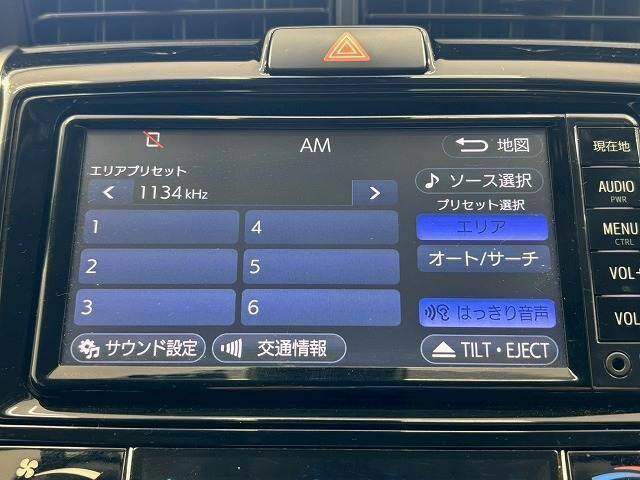 AM
地図
エリアプリセット
1134 kHz
ソース選択
プリセット選択
1
4
エリア
2
5
オート/サーチ
3
6
はっきり音声
サウンド設定
交通情報
TILT・EJECT
現在地
AUDIO
PWR
MENU
CTRL
VOL+
VOL